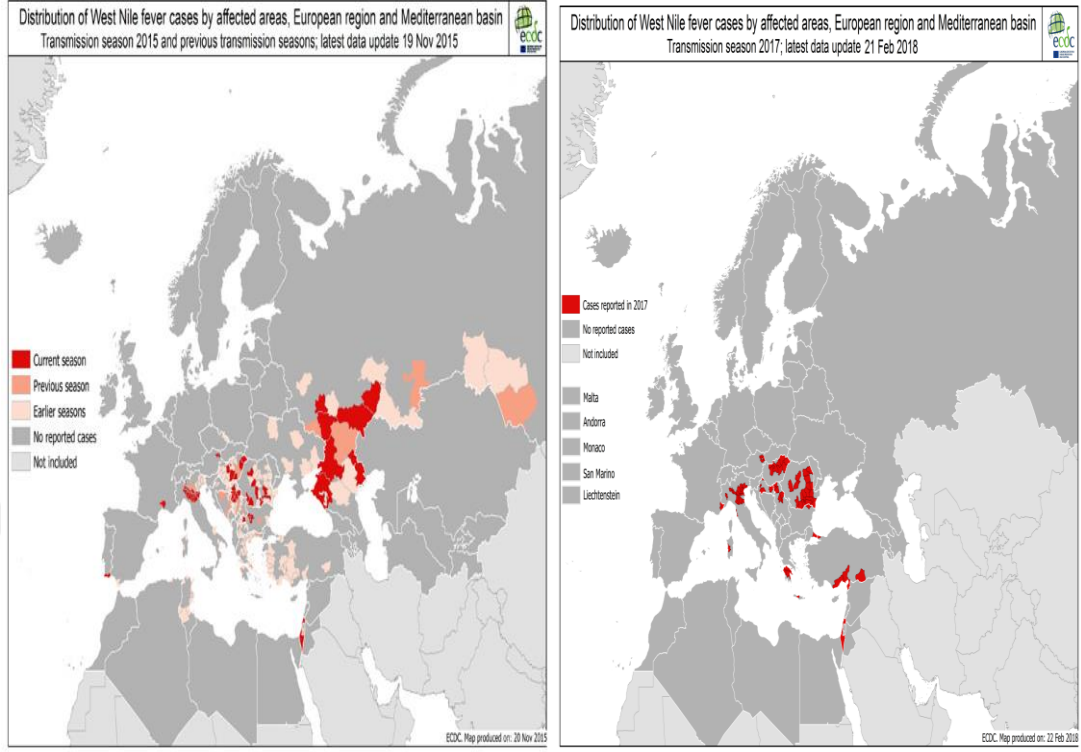 Distribution of West Nile fever cases by affected areas, European region and Mediterranean basin
Transmission season 2015 and previous transmission seasons; latest data update 19 Nov 2015
ecdc
Current season
Previous season
Earlier seasons
No reported cases
Not included
ECDC. Map produced on: 20 Nov 2015
Distribution of West Nile fever cases by affected areas, European region and Mediterranean basin
Transmission season 2017; latest data update 21 Feb 2018
ecdc
Cases reported in 2017
No reported cases
Not included
Malta
Andorra
Monaco
San Marino
Liechtenstein
ECDC. Map produced on: 22 Feb 2018